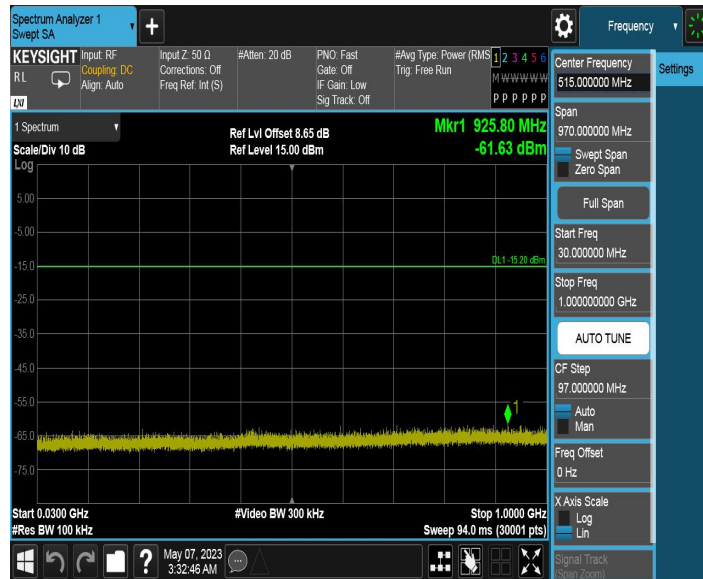 Spectrum Analyzer 1
Swept SA
+
Frequency
KEYSIGHT
RL
LXI
Input: RF
Coupling: DC
Align: Auto
Input Z: 50 Ω
Corrections: Off
Freq Ref: Int (S)
#Atten: 20 dB
PNO: Fast
Gate: Off
IF Gain: Low
Sig Track: Off
#Avg Type: Power (RMS
Trig: Free Run
1 2 3 4 5 6
M W W W W W
P P P P P P
1 Spectrum
Scale/Div 10 dB
Log
Ref Lvl Offset 8.65 dB
Ref Level 15.00 dBm
Mkr1 925.80 MHz
-61.63 dBm
5.00
-5.00
-15.0
DL1 -15.20 dBm
-25.0
-35.0
-45.0
-55.0
1
-65.0
-75.0
Start 0.0300 GHz
#Res BW 100 kHz
#Video BW 300 kHz
Stop 1.0000 GHz
Sweep 94.0 ms (30001 pts)
?
May 07, 2023
3:32:46 AM
Center Frequency
515.000000 MHz
Span
970.000000 MHz
Swept Span
Zero Span
Full Span
Start Freq
30.000000 MHz
Stop Freq
1.000000000 GHz
AUTO TUNE
CF Step
97.000000 MHz
Auto
Man
Freq Offset
0 Hz
X Axis Scale
Log
Lin
Signal Track
(Span Zoom)
Settings